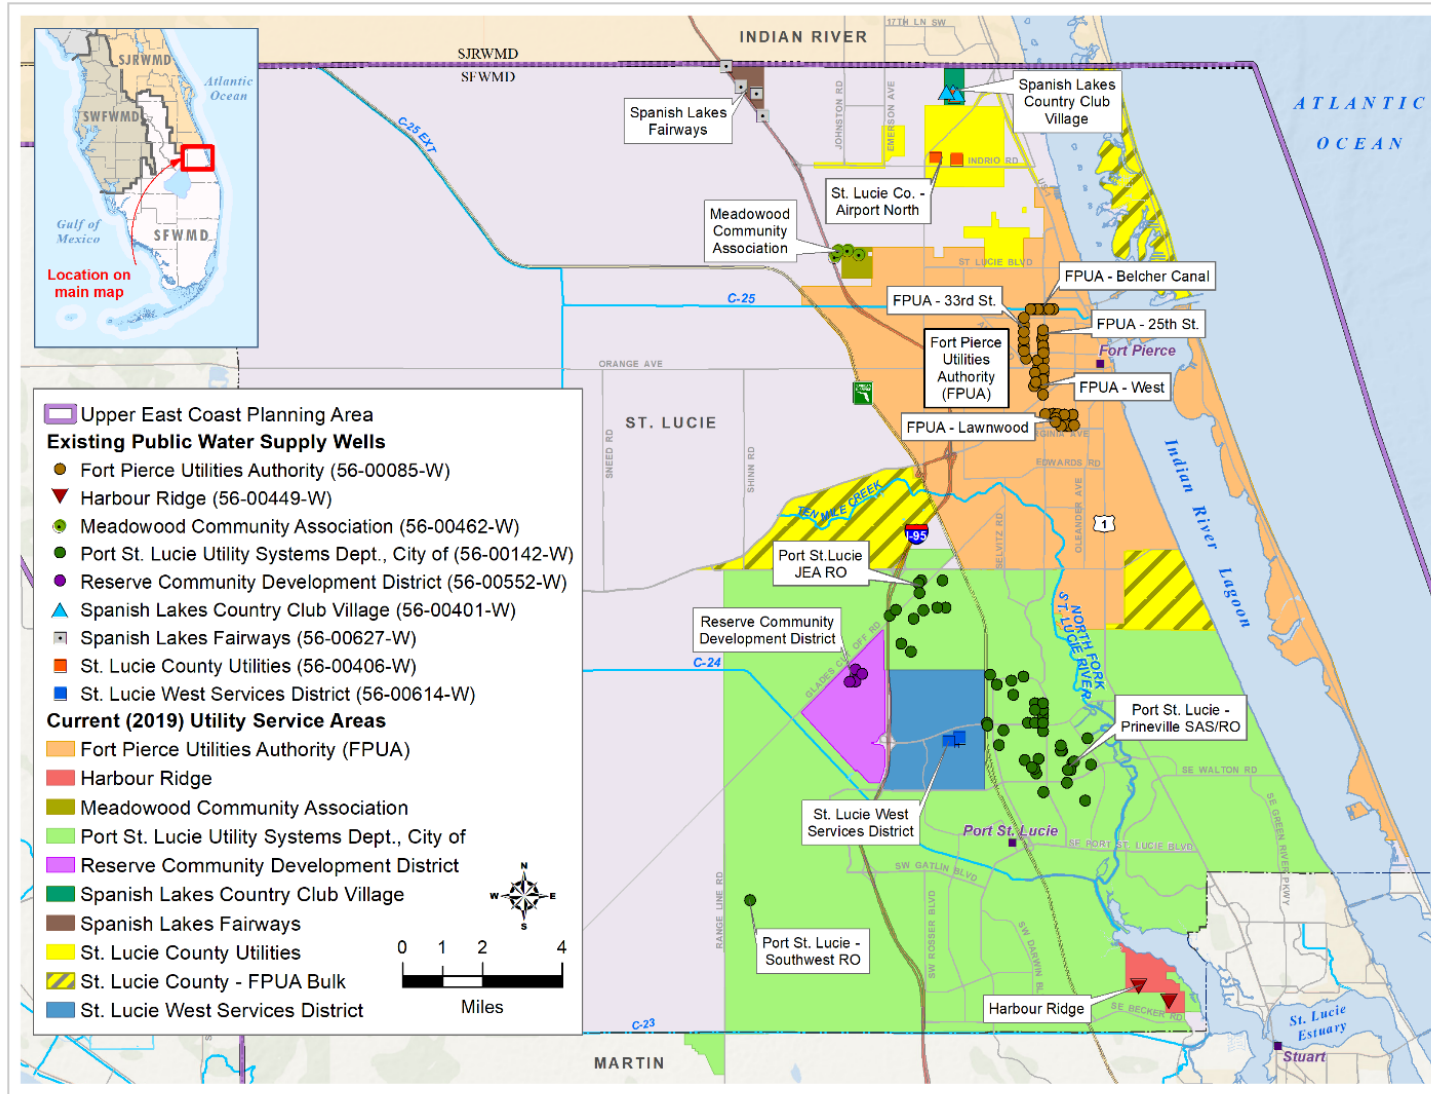 INDIAN RIVER
17TH LN SW
SJRWMD
SFWMD
SJRWMD
Atlantic
Ocean
SWFWMD
Gulf of
Mexico
SFWMD
Location on
main map
C-25 EXT
Spanish Lakes
Fairways
JOHNSTON RD
EMERSON AVE
Spanish Lakes
Country Club
Village
ATLANTIC
OCEAN
INDRIO RD
US 1
St. Lucie Co. -
Airport North
Meadowood
Community
Association
ST LUCIE BLVD
FPUA - Belcher Canal
C-25
FPUA - 33rd St.
FPUA - 25th St.
Fort Pierce
Utilities
Authority
(FPUA)
Fort Pierce
ORANGE AVE
FPUA - West
ST. LUCIE
FPUA - Lawnwood
VIRGINIA AVE
EDWARDS RD
SNEED RD
SHINN RD
TEN MILE CREEK
SELVITZ RD
OLEANDER AVE
1
Indian River Lagoon
I-95
Port St.Lucie
JEA RO
Reserve Community
Development District
GLADES CUT OFF RD
NORTH FORK
ST. LUCIE RIVER
C-24
Port St. Lucie -
Prineville SAS/RO
SE WALTON RD
St. Lucie West
Services District
Port St. Lucie
SE PORT ST LUCIE BLVD
SE GREEN RIVER PKWY
SW GATLIN BLVD
RANGE LINE RD
SW ROSSER BLVD
SW DARWIN BL
Port St. Lucie -
Southwest RO
Harbour Ridge
SE BECKER RD
C-23
St. Lucie
Estuary
MARTIN
Stuart
Upper East Coast Planning Area
Existing Public Water Supply Wells
Fort Pierce Utilities Authority (56-00085-W)
Harbour Ridge (56-00449-W)
Meadowood Community Association (56-00462-W)
Port St. Lucie Utility Systems Dept., City of (56-00142-W)
Reserve Community Development District (56-00552-W)
Spanish Lakes Country Club Village (56-00401-W)
Spanish Lakes Fairways (56-00627-W)
St. Lucie County Utilities (56-00406-W)
St. Lucie West Services District (56-00614-W)
Current (2019) Utility Service Areas
Fort Pierce Utilities Authority (FPUA)
Harbour Ridge
Meadowood Community Association
Port St. Lucie Utility Systems Dept., City of
Reserve Community Development District
Spanish Lakes Country Club Village
Spanish Lakes Fairways
St. Lucie County Utilities
St. Lucie County - FPUA Bulk
St. Lucie West Services District
N
W E
S
0 1 2 4
Miles